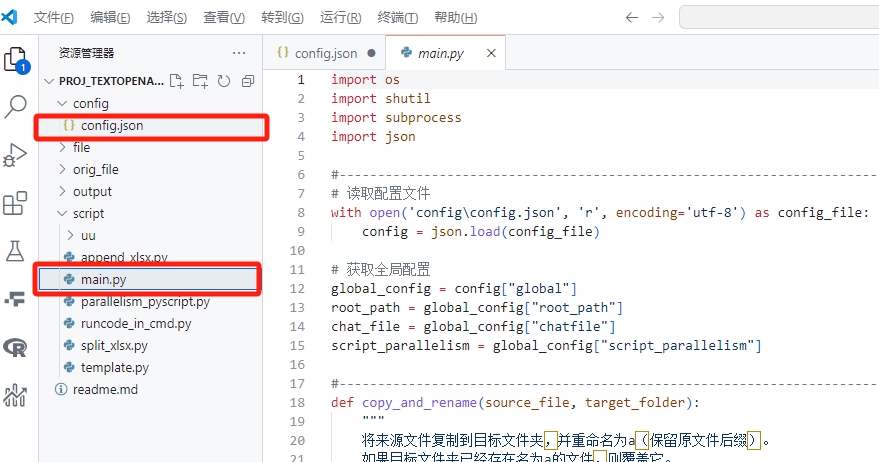 文件(F) 编辑(E) 选择(S) 查看(V) 转到(G) 运行(R) 终端(T) 帮助(H)
资源管理器 ···
PROJ_TEXTOPENA...
config
{} config.json
file
orig_file
output
script
uu
append_xlsx.py
main.py
parallelism_pyscript.py
runcode_in_cmd.py
split_xlsx.py
template.py
readme.md
1
{} config.json main.py
1 import os
2 import shutil
3 import subprocess
4 import json
5
6 #----------------------------------------------------------------------
7 # 读取配置文件
8 with open('config\config.json', 'r', encoding='utf-8') as config_file:
9 config = json.load(config_file)
10
11 # 获取全局配置
12 global_config = config["global"]
13 root_path = global_config["root_path"]
14 chat_file = global_config["chatfile"]
15 script_parallelism = global_config["script_parallelism"]
16
17 #----------------------------------------------------------------------
18 def copy_and_rename(source_file, target_folder):
19 """
20 将来源文件复制到目标文件夹，并重命名为a（保留原文件后缀）。
21 如果目标文件夹已经存在名为a的文件，则覆盖它。